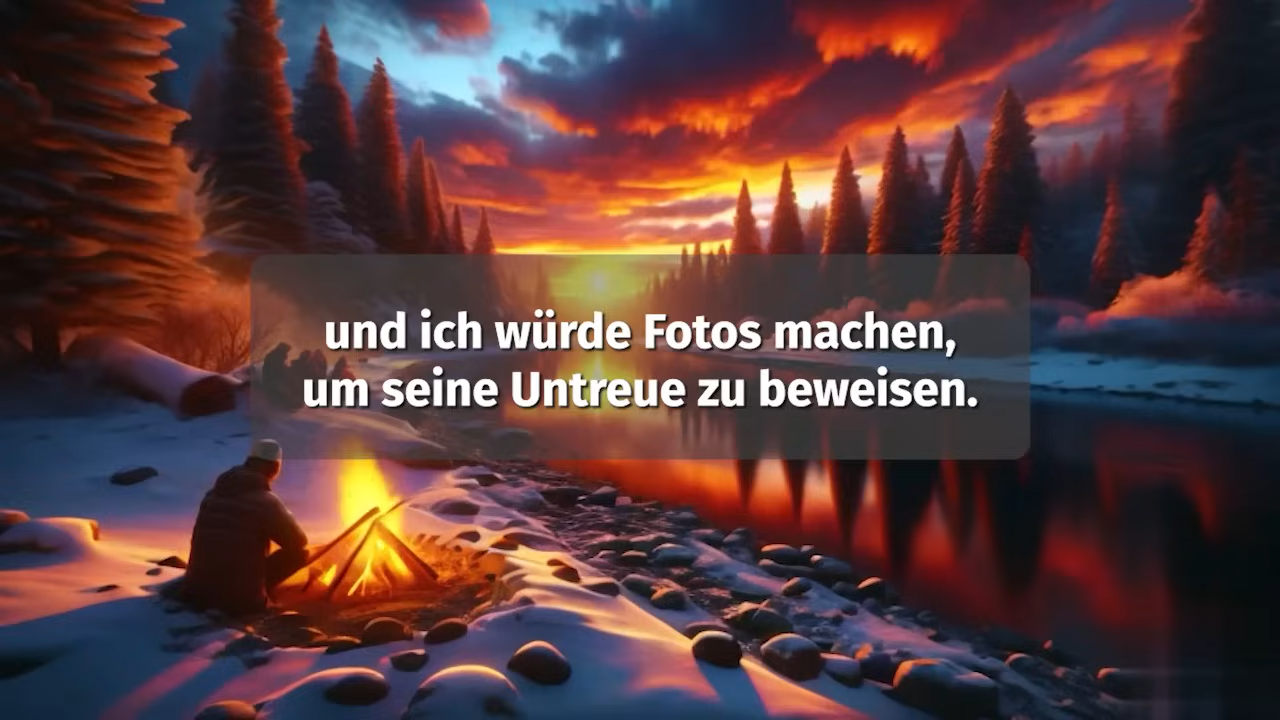 und ich würde Fotos machen,
um seine Untreue zu beweisen.